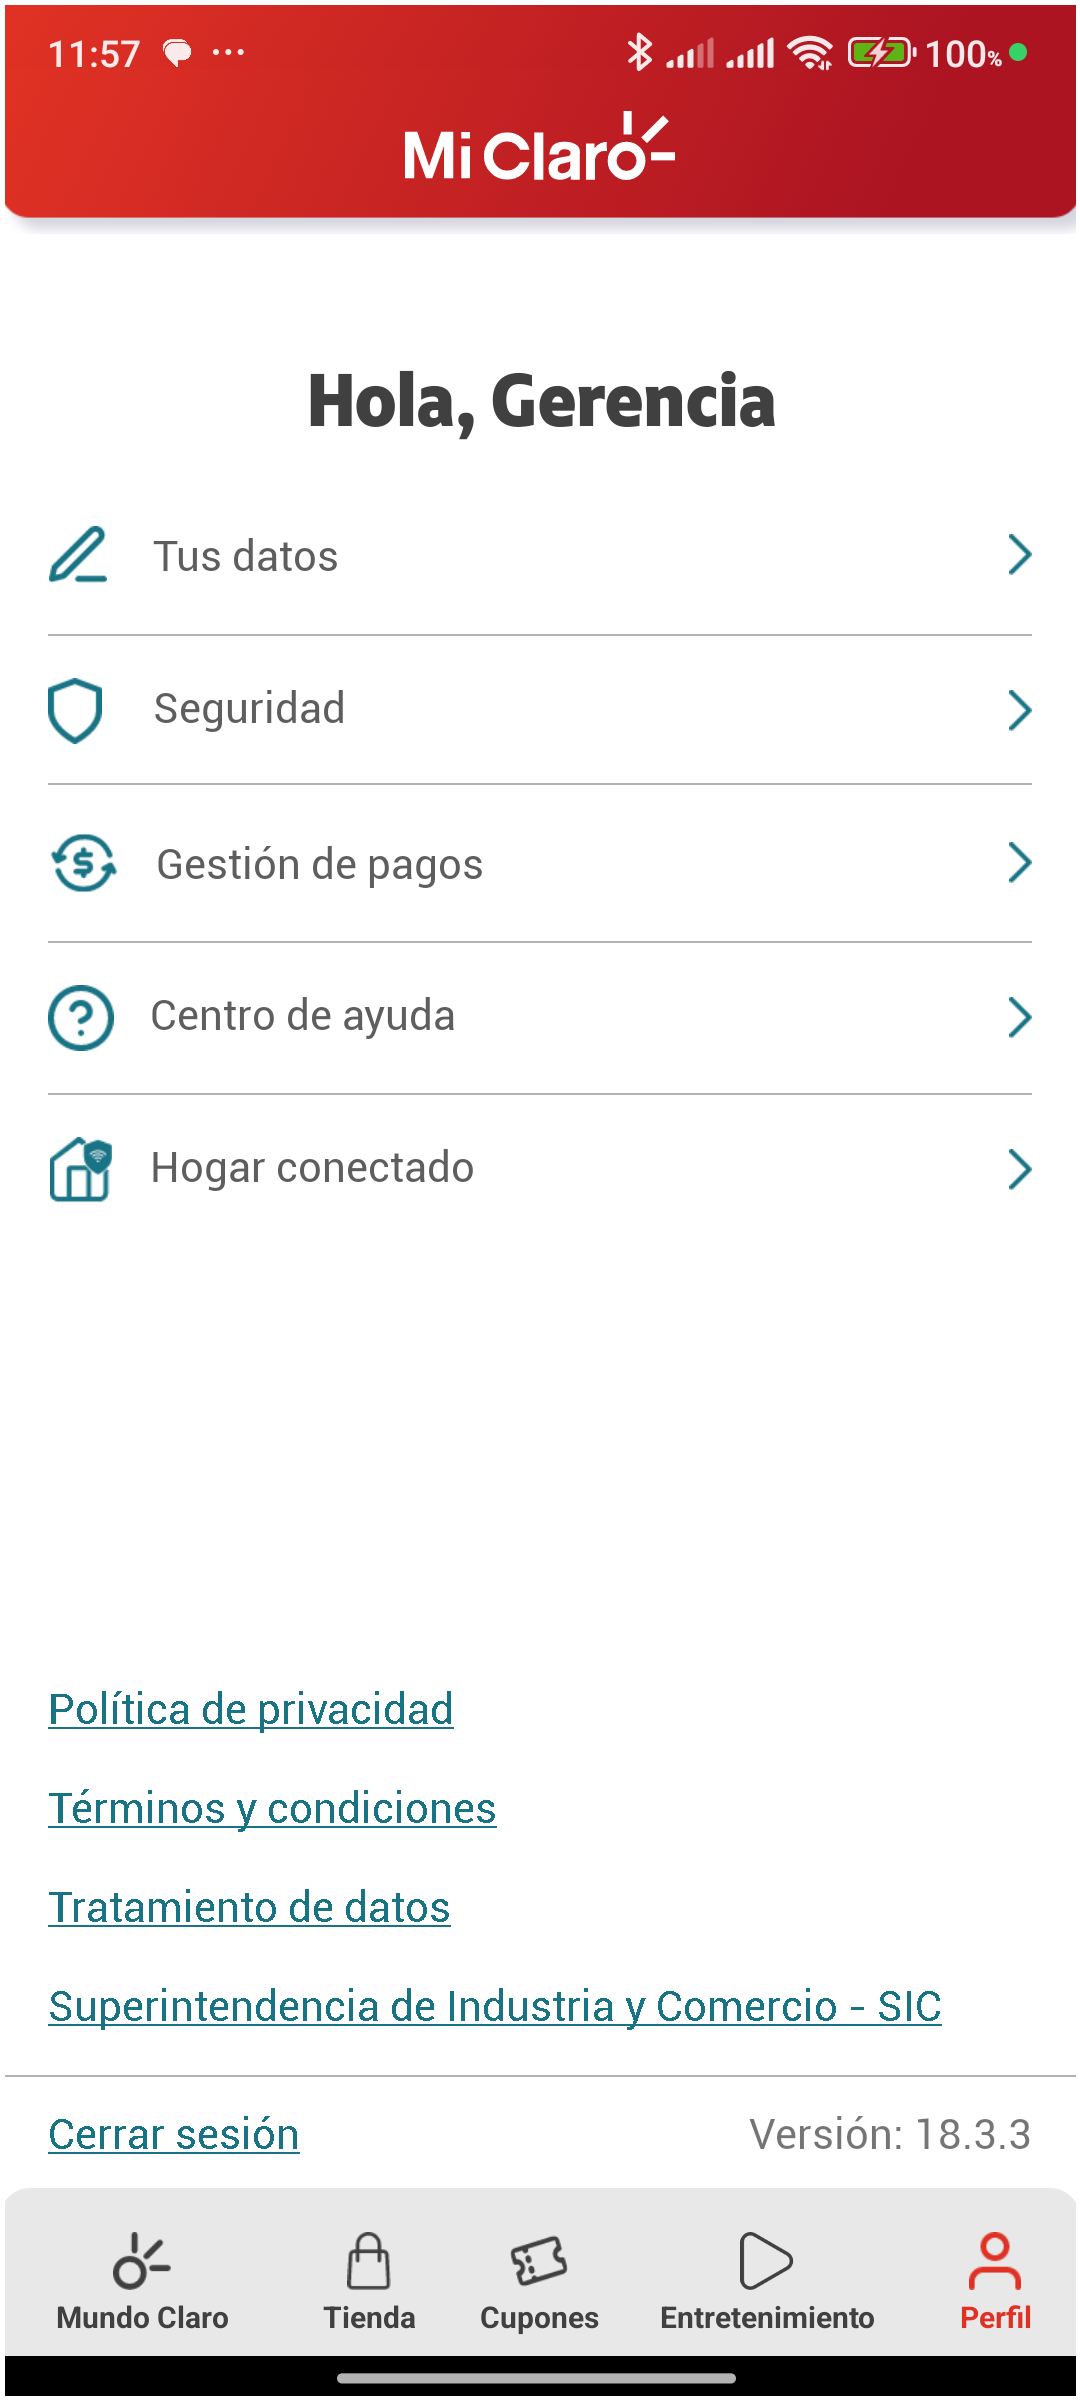 11:57
100%
Mi Claro
Hola, Gerencia
Tus datos
Seguridad
Gestión de pagos
Centro de ayuda
Hogar conectado
Política de privacidad
Términos y condiciones
Tratamiento de datos
Superintendencia de Industria y Comercio - SIC
Cerrar sesión
Versión: 18.3.3
Mundo Claro
Tienda
Cupones
Entretenimiento
Perfil